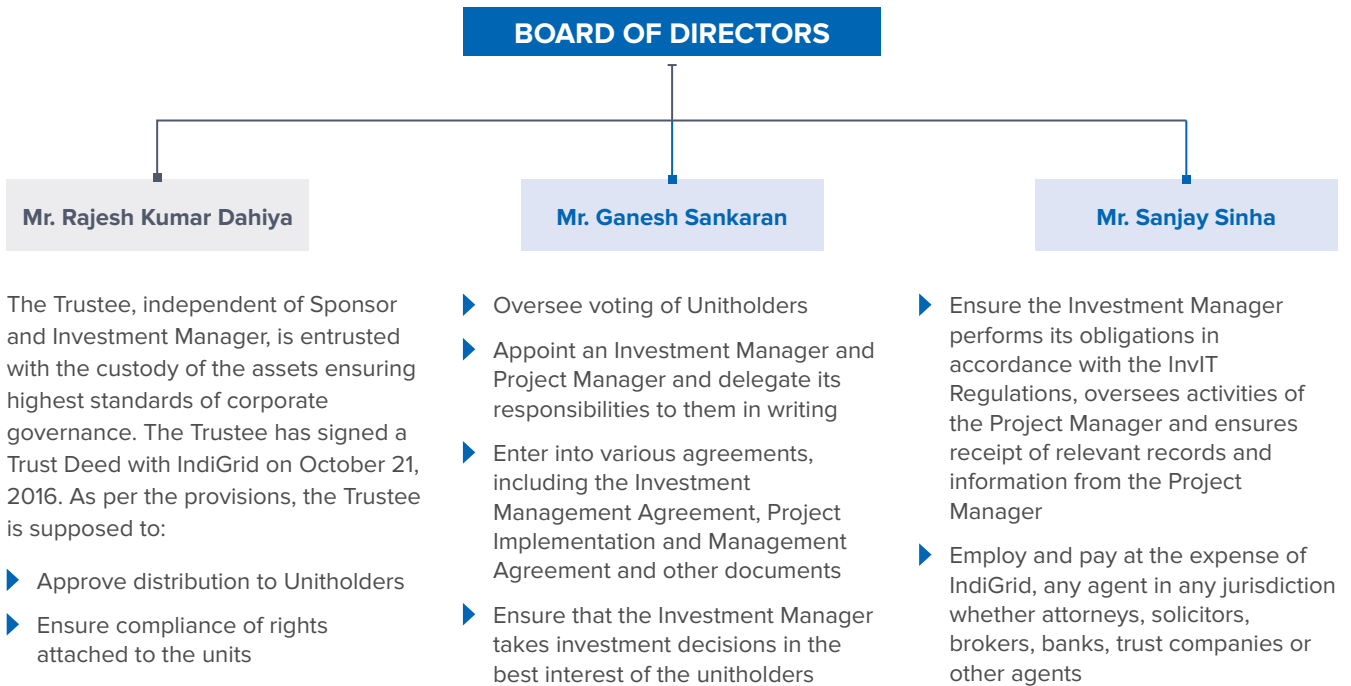 BOARD OF DIRECTORS
Mr. Rajesh Kumar Dahiya
Mr. Ganesh Sankaran
Mr. Sanjay Sinha
The Trustee, independent of Sponsor
and Investment Manager, is entrusted
with the custody of the assets ensuring
highest standards of corporate
governance. The Trustee has signed a
Trust Deed with IndiGrid on October 21,
2016. As per the provisions, the Trustee
is supposed to:
Approve distribution to Unitholders
Ensure compliance of rights
attached to the units
Oversee voting of Unitholders
Appoint an Investment Manager and
Project Manager and delegate its
responsibilities to them in writing
Enter into various agreements,
including the Investment
Management Agreement, Project
Implementation and Management
Agreement and other documents
Ensure that the Investment Manager
takes investment decisions in the
best interest of the unitholders
Ensure the Investment Manager
performs its obligations in
accordance with the InvIT
Regulations, oversees activities of
the Project Manager and ensures
receipt of relevant records and
information from the Project
Manager
Employ and pay at the expense of
IndiGrid, any agent in any jurisdiction
whether attorneys, solicitors,
brokers, banks, trust companies or
other agents